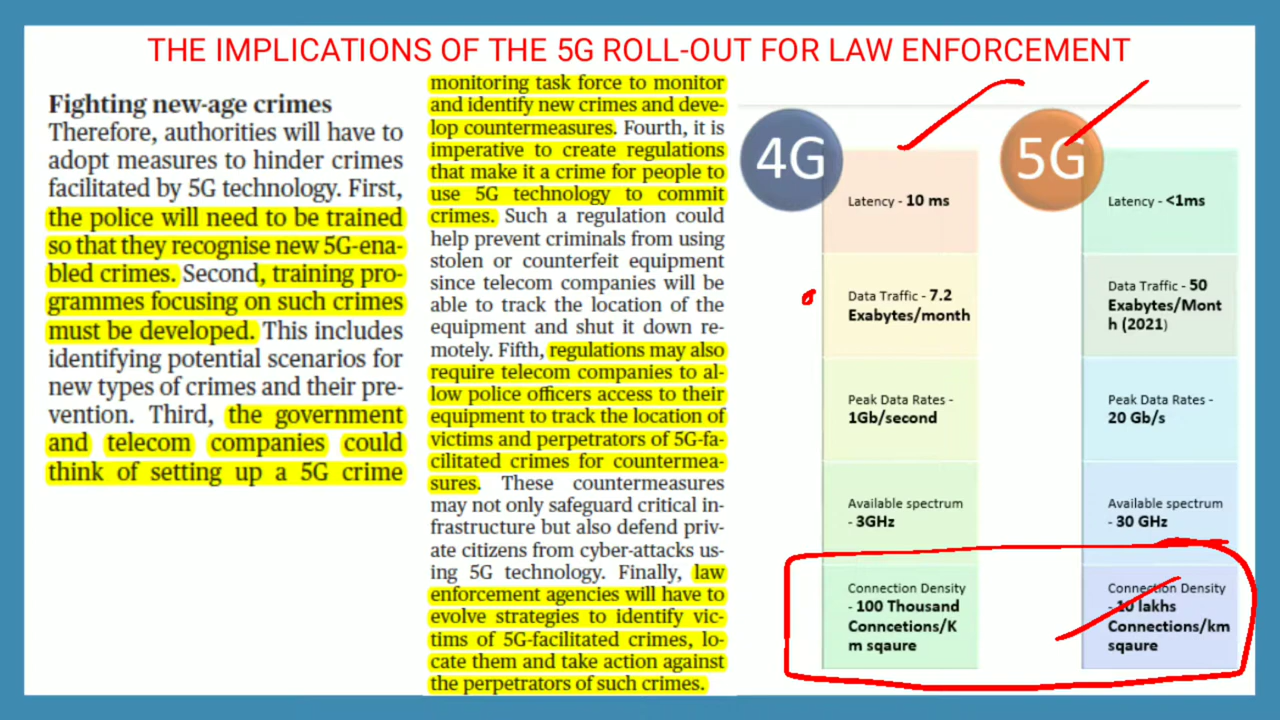 THE IMPLICATIONS OF THE 5G ROLL-OUT FOR LAW ENFORCEMENT
Fighting new-age crimes
Therefore, authorities will have to
adopt measures to hinder crimes
facilitated by 5G technology. First,
the police will need to be trained
so that they recognise new 5G-ena-
bled crimes. Second, training pro-
grammes focusing on such crimes
must be developed. This includes
identifying potential scenarios for
new types of crimes and their pre-
vention. Third, the government
and telecom companies could
think of setting up a 5G crime
monitoring task force to monitor
and identify new crimes and deve-
lop countermeasures. Fourth, it is
imperative to create regulations
that make it a crime for people to
use 5G technology to commit
crimes. Such a regulation could
help prevent criminals from using
stolen or counterfeit equipment
since telecom companies will be
able to track the location of the
equipment and shut it down re-
motely. Fifth, regulations may also
require telecom companies to al-
low police officers access to their
equipment to track the location of
victims and perpetrators of 5G-fa-
cilitated crimes for countermea-
sures. These countermeasures
may not only safeguard critical in-
frastructure but also defend priv-
ate citizens from cyber-attacks us-
ing 5G technology. Finally, law
enforcement agencies will have to
evolve strategies to identify vic-
tims of 5G-facilitated crimes, lo-
cate them and take action against
the perpetrators of such crimes.
4G
Latency - 10 ms
Data Traffic - 7.2
Exabytes/month
Peak Data Rates -
1Gb/second
Available spectrum
- 3GHz
Connection Density
- 100 Thousand
Conncetions/K
m sqaure
5G
Latency - <1ms
Data Traffic - 50
Exabytes/Mont
h (2021)
Peak Data Rates -
20 Gb/s
Available spectrum
- 30 GHz
Connection Density
- 10 lakhs
Connections/km
sqaure